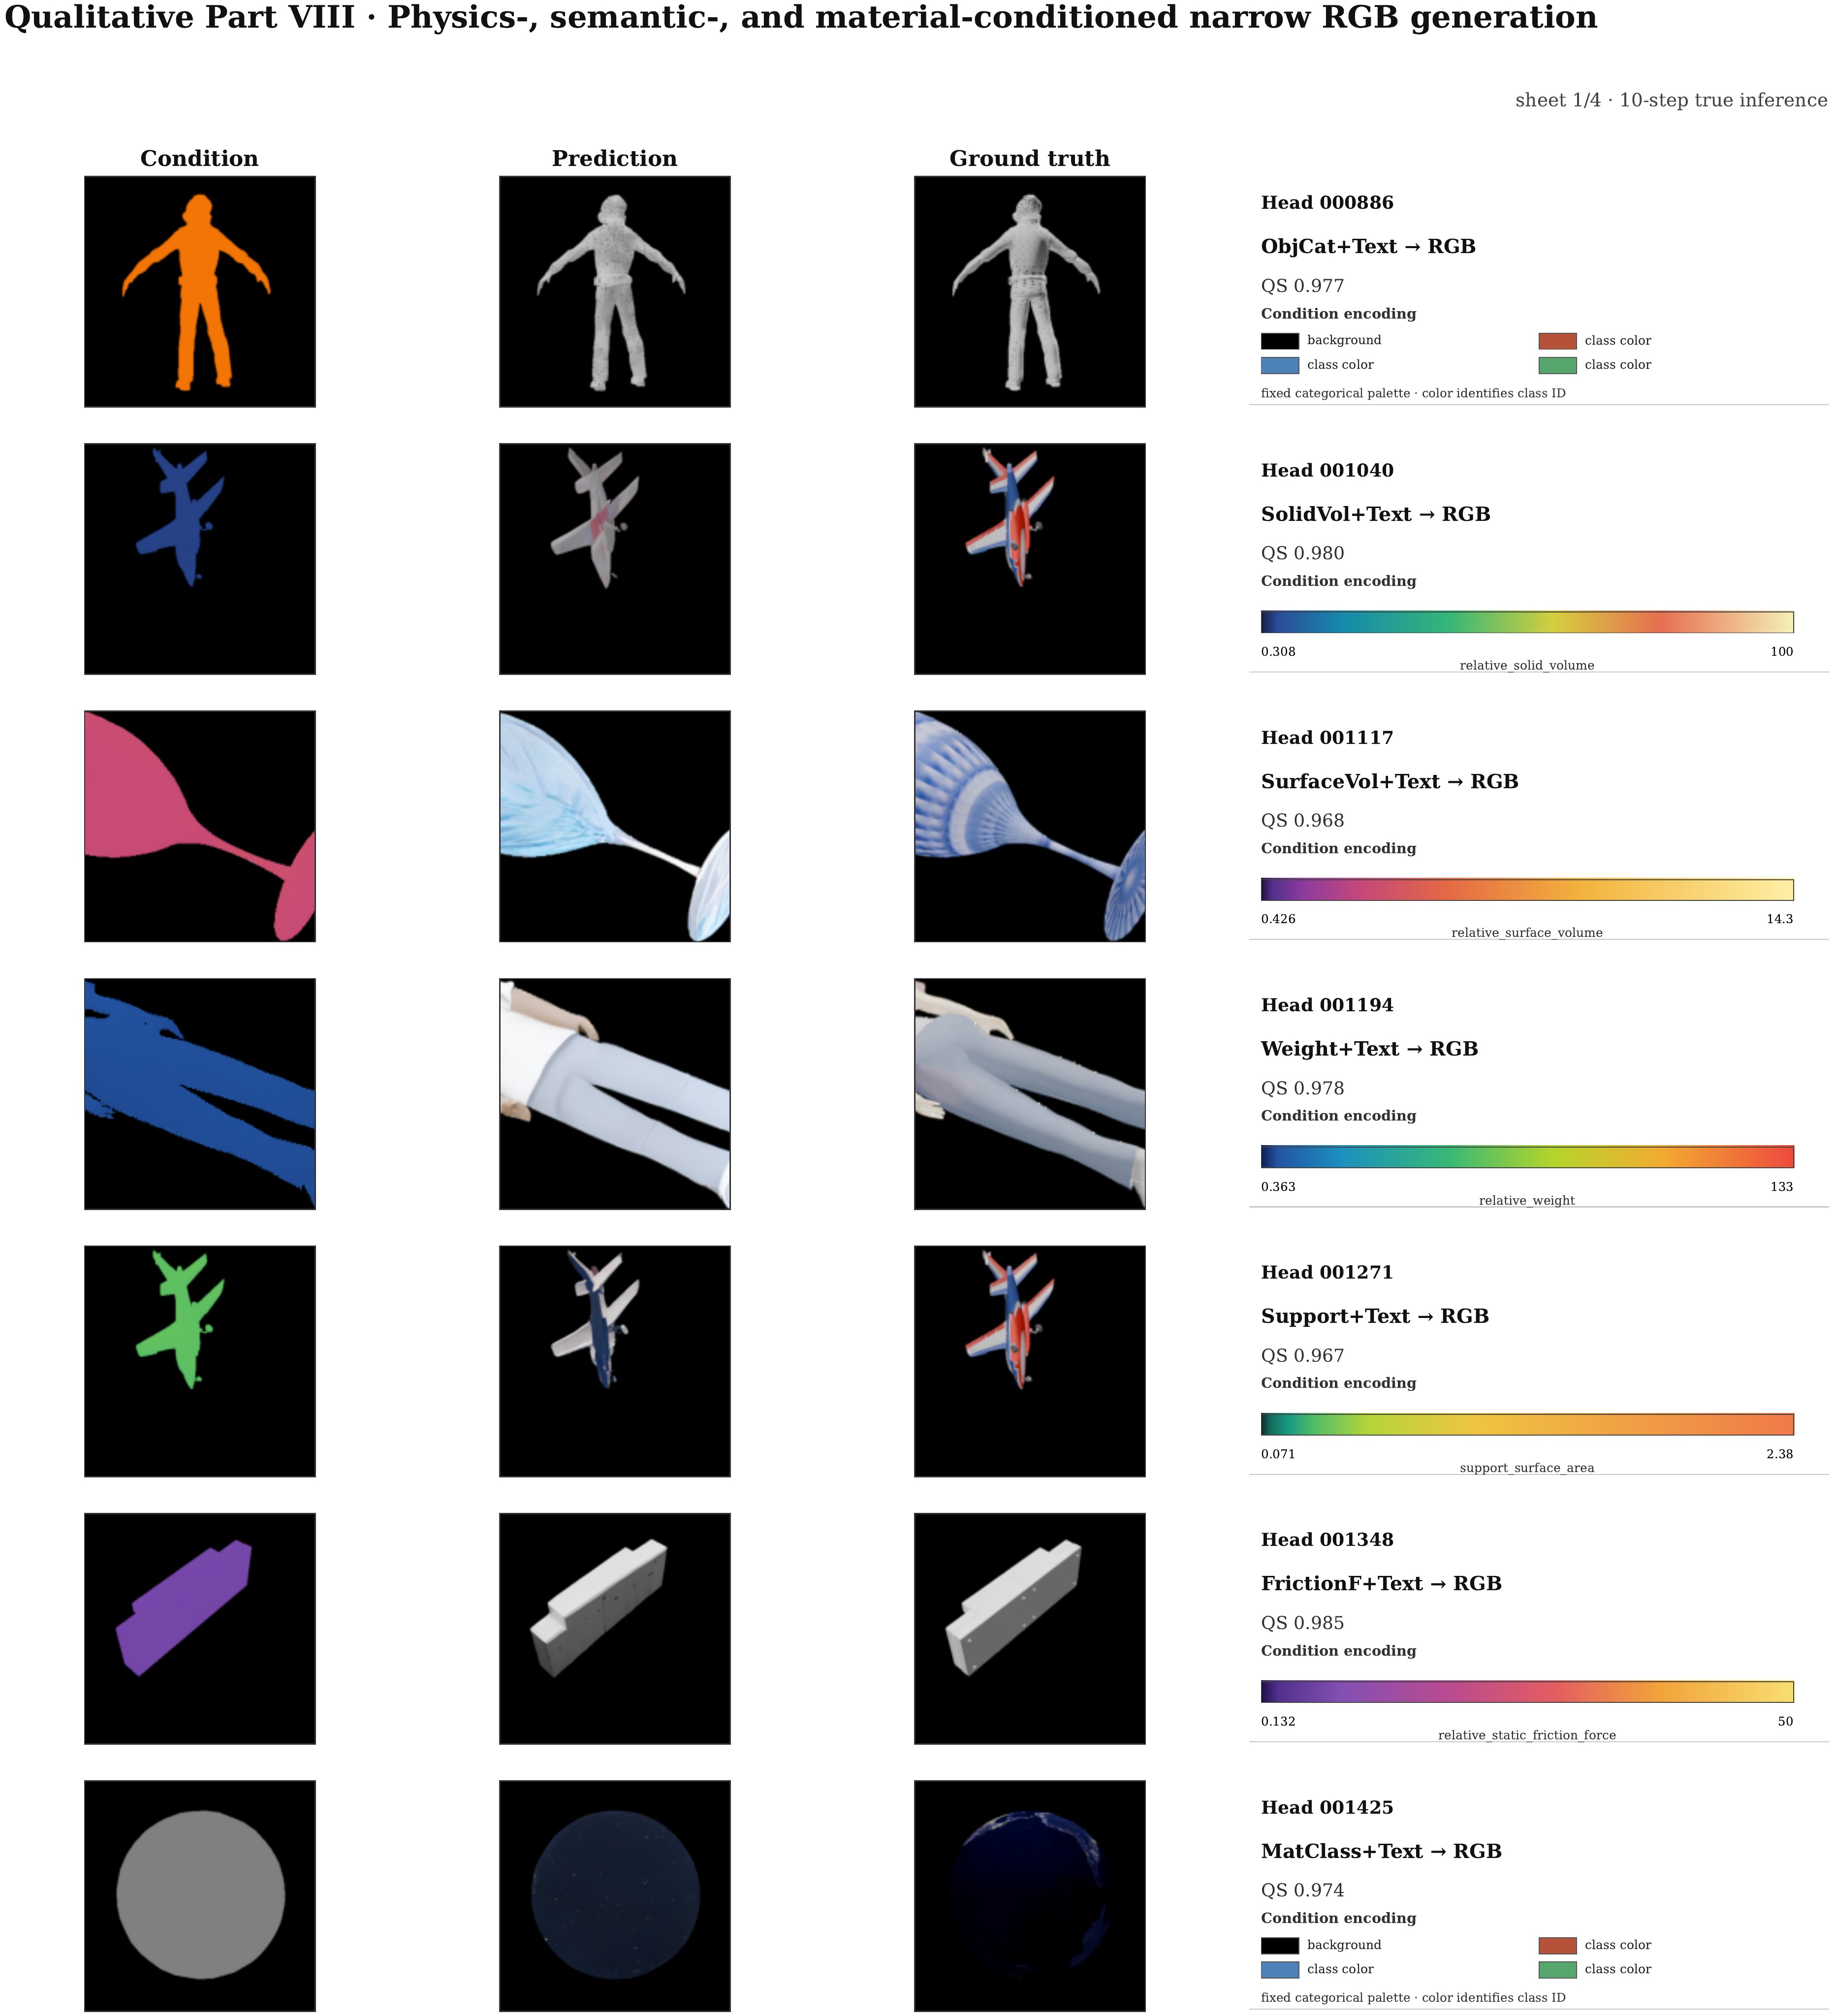 Qualitative Part VIII · Physics-, semantic-, and material-conditioned narrow RGB generation
sheet 1/4 · 10-step true inference
Condition Prediction Ground truth
Head 000886
ObjCat+Text → RGB
QS 0.977
Condition encoding
background class color
class color class color
fixed categorical palette · color identifies class ID
Head 001040
SolidVol+Text → RGB
QS 0.980
Condition encoding
0.308 100
relative_solid_volume
Head 001117
SurfaceVol+Text → RGB
QS 0.968
Condition encoding
0.426 14.3
relative_surface_volume
Head 001194
Weight+Text → RGB
QS 0.978
Condition encoding
0.363 133
relative_weight
Head 001271
Support+Text → RGB
QS 0.967
Condition encoding
0.071 2.38
support_surface_area
Head 001348
FrictionF+Text → RGB
QS 0.985
Condition encoding
0.132 50
relative_static_friction_force
Head 001425
MatClass+Text → RGB
QS 0.974
Condition encoding
background class color
class color class color
fixed categorical palette · color identifies class ID